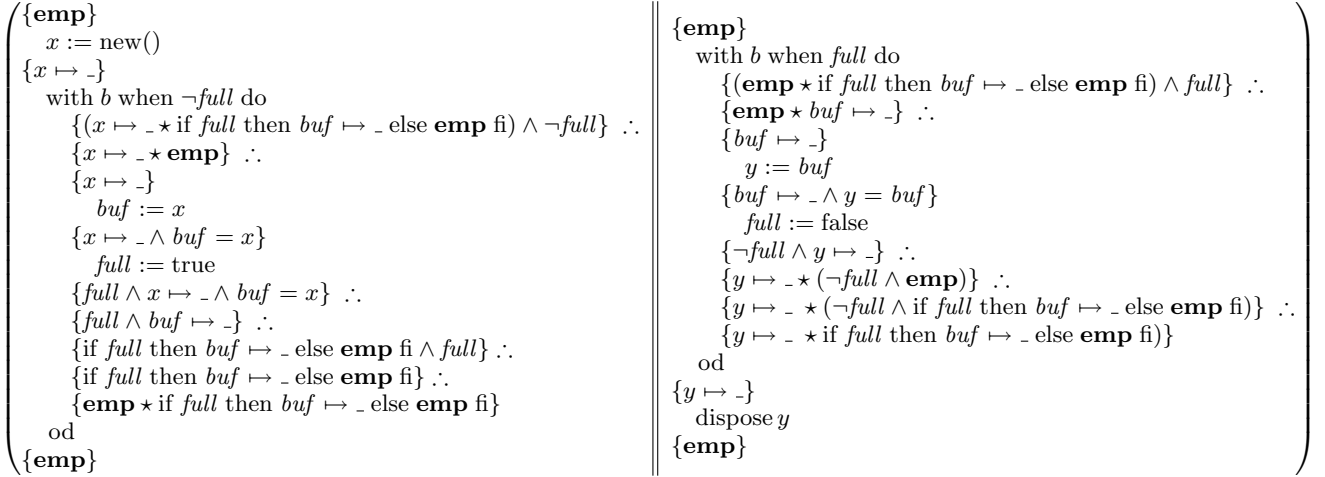 {emp}
x := new()
{x ↦ _}
with b when ¬full do
{(x ↦ _ ⋆ if full then buf ↦ _ else emp fi) ∧ ¬full} ∴
{x ↦ _ ⋆ emp} ∴
{x ↦ _}
buf := x
{x ↦ _ ∧ buf = x}
full := true
{full ∧ x ↦ _ ∧ buf = x} ∴
{full ∧ buf ↦ _} ∴
{if full then buf ↦ _ else emp fi ∧ full} ∴
{if full then buf ↦ _ else emp fi} ∴
{emp ⋆ if full then buf ↦ _ else emp fi}
od
{emp}
{emp}
with b when full do
{(emp ⋆ if full then buf ↦ _ else emp fi) ∧ full} ∴
{emp ⋆ buf ↦ _} ∴
{buf ↦ _}
y := buf
{buf ↦ _ ∧ y = buf}
full := false
{¬full ∧ y ↦ _} ∴
{y ↦ _ ⋆ (¬full ∧ emp)} ∴
{y ↦ _ ⋆ (¬full ∧ if full then buf ↦ _ else emp fi)} ∴
{y ↦ _ ⋆ if full then buf ↦ _ else emp fi)}
od
{y ↦ _}
dispose y
{emp}